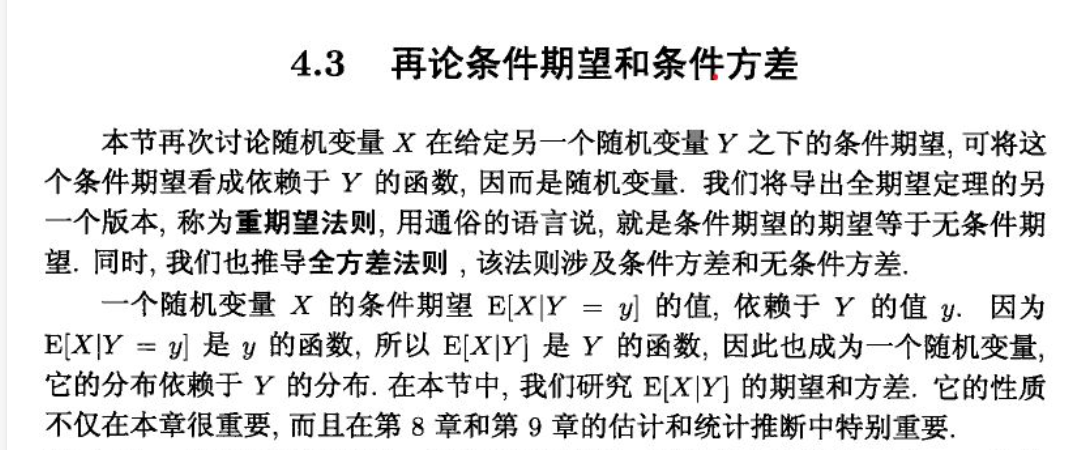 4.3 再论条件期望和条件方差
本节再次讨论随机变量 X 在给定另一个随机变量 Y 之下的条件期望, 可将这
个条件期望看成依赖于 Y 的函数, 因而是随机变量. 我们将导出全期望定理的另
一个版本, 称为重期望法则, 用通俗的语言说, 就是条件期望的期望等于无条件期
望. 同时, 我们也推导全方差法则 , 该法则涉及条件方差和无条件方差.
一个随机变量 X 的条件期望 E[X|Y = y] 的值, 依赖于 Y 的值 y. 因为
E[X|Y = y] 是 y 的函数, 所以 E[X|Y] 是 Y 的函数, 因此也成为一个随机变量,
它的分布依赖于 Y 的分布. 在本节中, 我们研究 E[X|Y] 的期望和方差. 它的性质
不仅在本章很重要, 而且在第 8 章和第 9 章的估计和统计推断中特别重要.